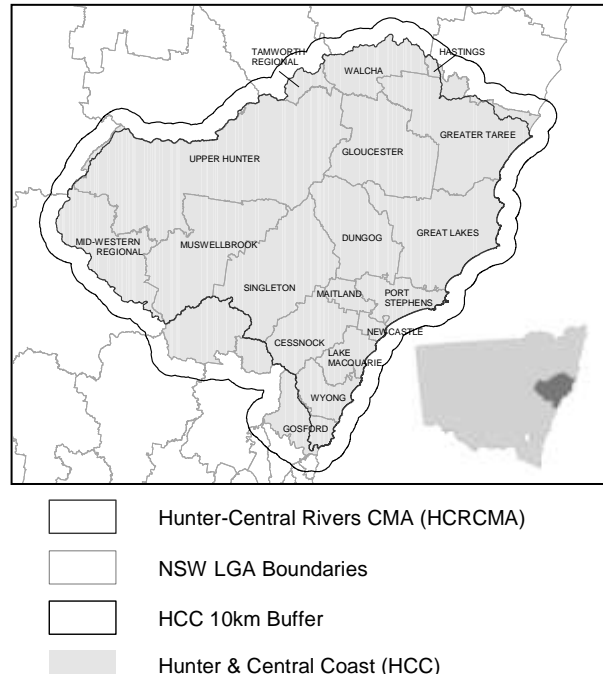 TAMWORTH
REGIONAL
HASTINGS
WALCHA
GREATER TAREE
UPPER HUNTER
GLOUCESTER
MID-WESTERN
REGIONAL
MUSWELLBROOK
DUNGOG
GREAT LAKES
SINGLETON
MAITLAND
PORT
STEPHENS
NEWCASTLE
CESSNOCK
LAKE
MACQUARIE
WYONG
GOSFORD
Hunter-Central Rivers CMA (HCRCMA)
NSW LGA Boundaries
HCC 10km Buffer
Hunter & Central Coast (HCC)